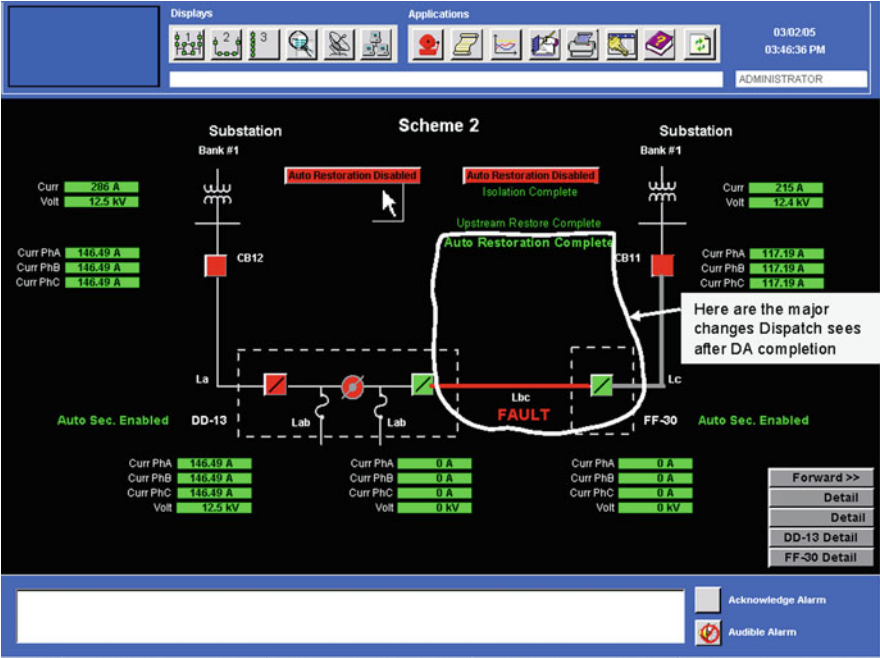 Displays
Applications
1
2
3
03/02/05
03:46:36 PM
ADMINISTRATOR
Scheme 2
Substation
Bank #1
Substation
Bank #1
Auto Restoration Disabled
Auto Restoration Disabled
Isolation Complete
Curr 286 A
Volt 12.5 kV
Curr 215 A
Volt 12.4 kV
Upstream Restore Complete
Auto Restoration Complete
Curr PhA 146.49 A
Curr PhB 146.49 A
Curr PhC 146.49 A
CB12
CB11
Curr PhA 117.19 A
Curr PhB 117.19 A
Curr PhC 117.19 A
Here are the major
changes Dispatch sees
after DA completion
La
Lc
Lbc
FAULT
Auto Sec. Enabled
DD-13
Lab
Lab
FF-30
Auto Sec. Enabled
Curr PhA 146.49 A
Curr PhB 146.49 A
Curr PhC 146.49 A
Volt 12.5 kV
Curr PhA 0 A
Curr PhB 0 A
Curr PhC 0 A
Volt 0 kV
Curr PhA 0 A
Curr PhB 0 A
Curr PhC 0 A
Volt 0 kV
Forward >>
Detail
Detail
DD-13 Detail
FF-30 Detail
Acknowledge Alarm
Audible Alarm